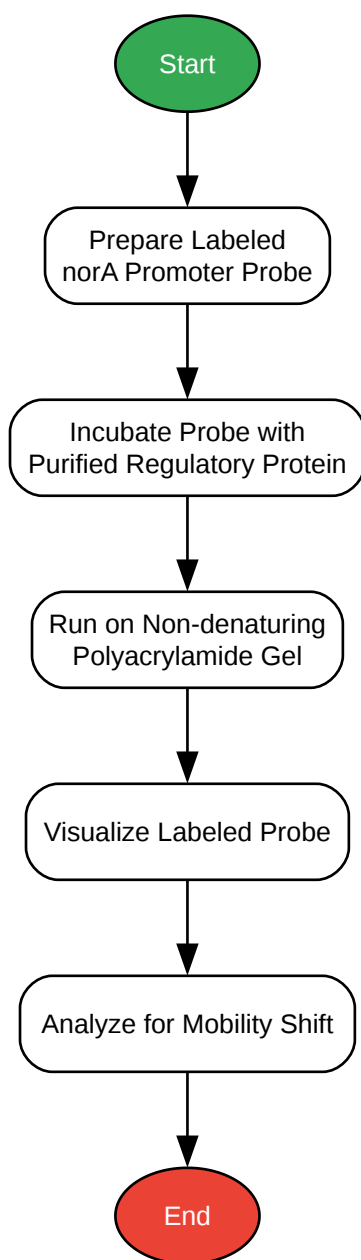 Start
Prepare Labeled
norA Promoter Probe
Incubate Probe with
Purified Regulatory Protein
Run on Non-denaturing
Polyacrylamide Gel
Visualize Labeled Probe
Analyze for Mobility Shift
End